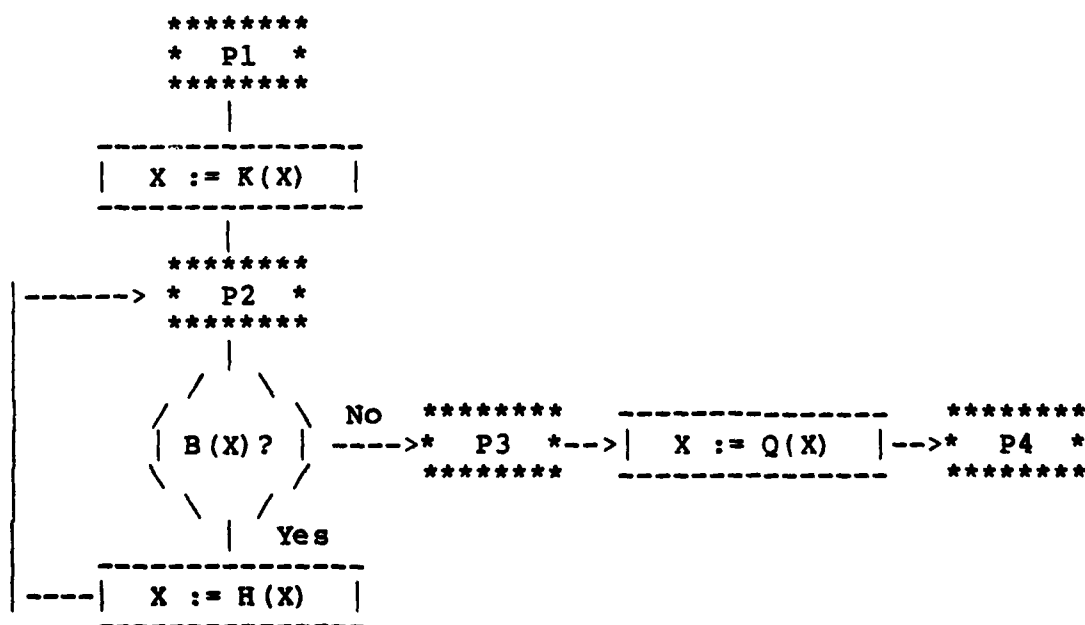 P1
X := K(X)
P2
B(X)?
No
P3
X := Q(X)
P4
Yes
X := H(X)